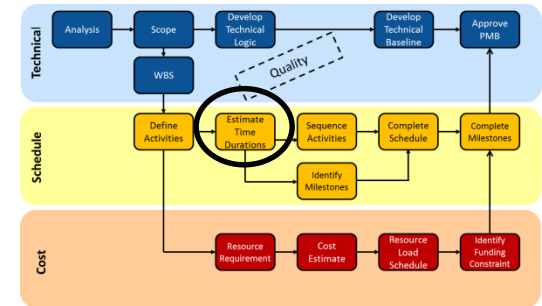 Technical
Analysis
Scope
Develop
Technical
Logic
Develop
Technical
Baseline
Approve
PMB
WBS
Quality
Schedule
Define
Activities
Estimate
Time
Durations
Sequence
Activities
Complete
Schedule
Complete
Milestones
Identify
Milestones
Cost
Resource
Requirement
Cost
Estimate
Resource
Load
Schedule
Identify
Funding
Constraint